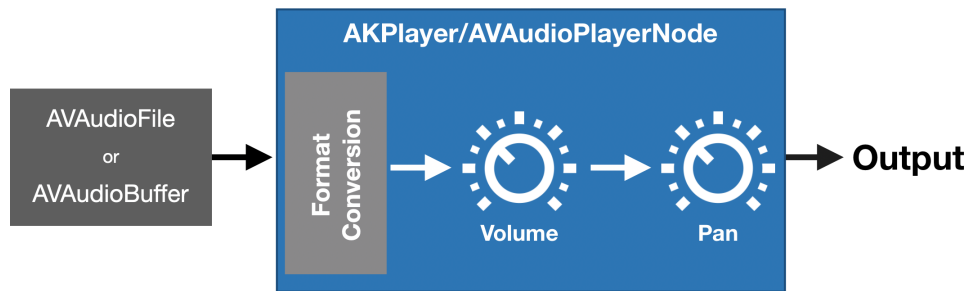 AKPlayer/AVAudioPlayerNode
AVAudioFile
or
AVAudioBuffer
Format
Conversion
Volume
Pan
Output